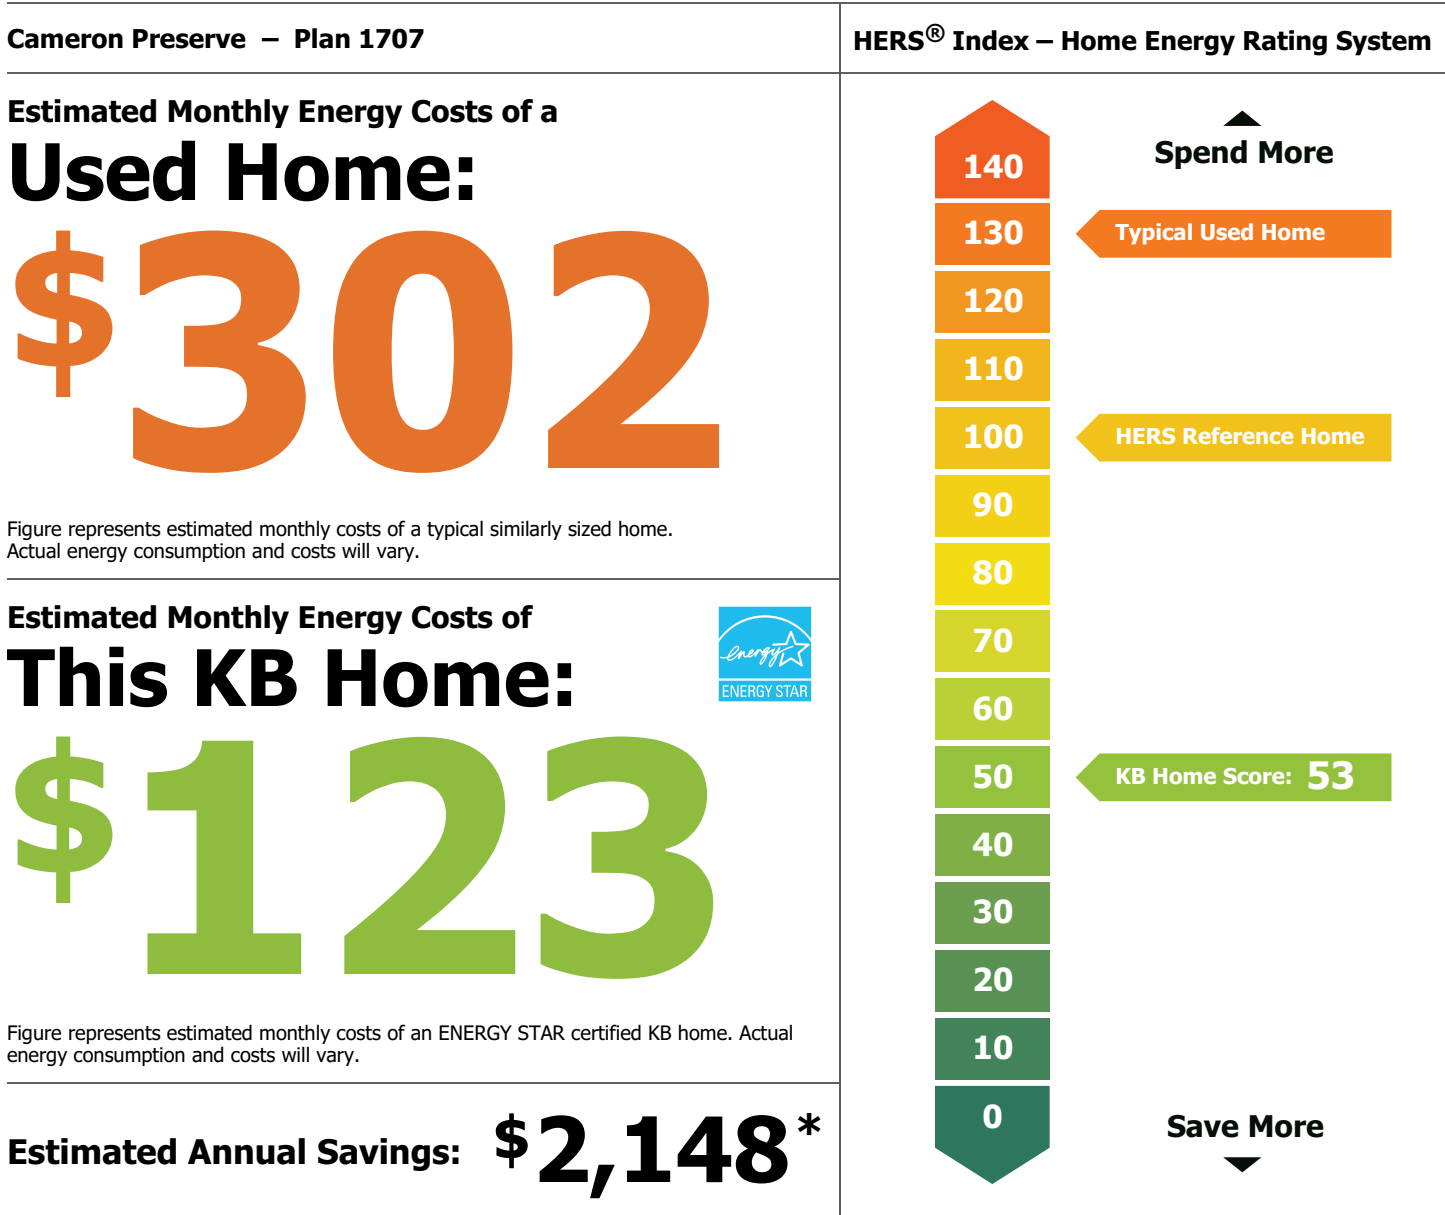 Cameron Preserve – Plan 1707
Estimated Monthly Energy Costs of a
Used Home:
$302
Figure represents estimated monthly costs of a typical similarly sized home.
Actual energy consumption and costs will vary.
Estimated Monthly Energy Costs of
This KB Home:
energy
ENERGY STAR
$123
Figure represents estimated monthly costs of an ENERGY STAR certified KB home. Actual
energy consumption and costs will vary.
Estimated Annual Savings: $2,148*
HERS® Index – Home Energy Rating System
Spend More
140
130
Typical Used Home
120
110
100
HERS Reference Home
90
80
70
60
50
KB Home Score: 53
40
30
20
10
0
Save More